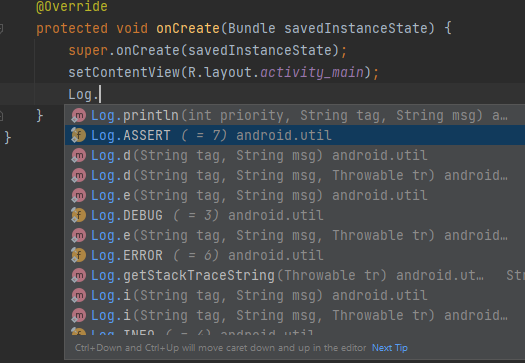 @Override
protected void onCreate(Bundle savedInstanceState) {
super.onCreate(savedInstanceState);
setContentView(R.layout.activity_main);
Log.
}
}
m Log.println(int priority, String tag, String msg) a…
f Log.ASSERT ( = 7) android.util
m Log.d(String tag, String msg) android.util
m Log.d(String tag, String msg, Throwable tr) android…
m Log.e(String tag, String msg) android.util
f Log.DEBUG ( = 3) android.util
m Log.e(String tag, String msg, Throwable tr) android…
f Log.ERROR ( = 6) android.util
m Log.getStackTraceString(Throwable tr) android.ut… Str
m Log.i(String tag, String msg) android.util
m Log.i(String tag, String msg, Throwable tr) android…
Log.INFO ( = 4) android.util
Ctrl+Down and Ctrl+Up will move caret down and up in the editor Next Tip